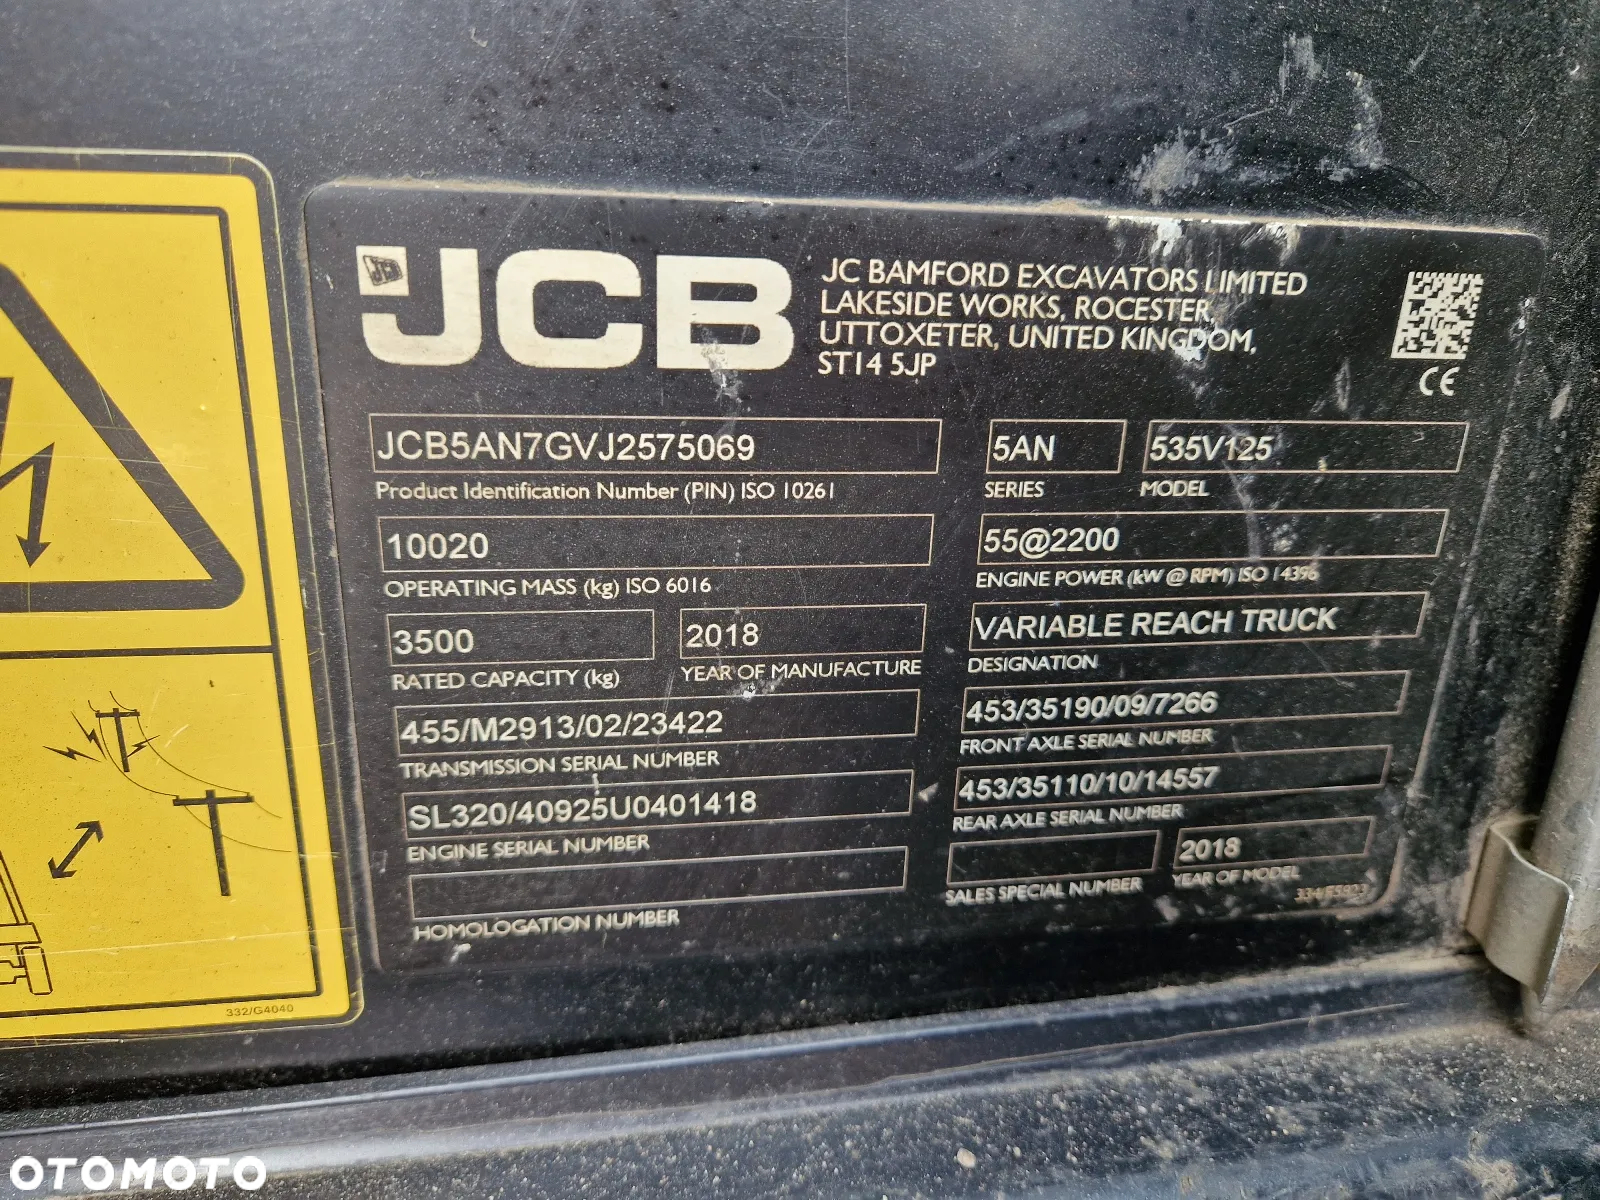 JCB
JC BAMFORD EXCAVATORS LIMITED
LAKESIDE WORKS, ROCESTER,
UTTOXETER, UNITED KINGDOM,
ST14 5JP
CE
JCB5AN7GVJ2575069
Product Identification Number (PIN) ISO 10261
5AN
SERIES
535V125
MODEL
10020
OPERATING MASS (kg) ISO 6016
55@2200
ENGINE POWER (kW @ RPM) ISO 14396
3500
RATED CAPACITY (kg)
2018
YEAR OF MANUFACTURE
VARIABLE REACH TRUCK
DESIGNATION
455/M2913/02/23422
TRANSMISSION SERIAL NUMBER
453/35190/09/7266
FRONT AXLE SERIAL NUMBER
SL320/40925U0401418
ENGINE SERIAL NUMBER
453/35110/10/14557
REAR AXLE SERIAL NUMBER
HOMOLOGATION NUMBER
SALES SPECIAL NUMBER
2018
YEAR OF MODEL
332/G4040
OTOMOTO